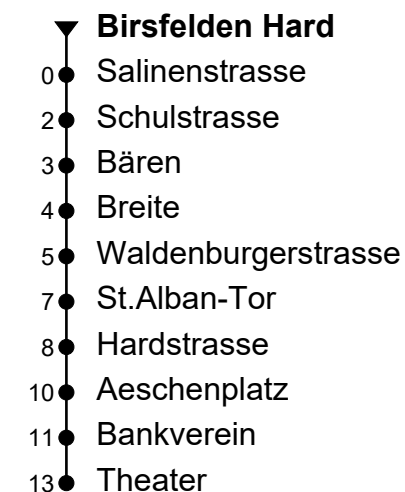 Birsfelden Hard
0 Salinenstrasse
2 Schulstrasse
3 Bären
4 Breite
5 Waldenburgerstrasse
7 St.Alban-Tor
8 Hardstrasse
10 Aeschenplatz
11 Bankverein
13 Theater